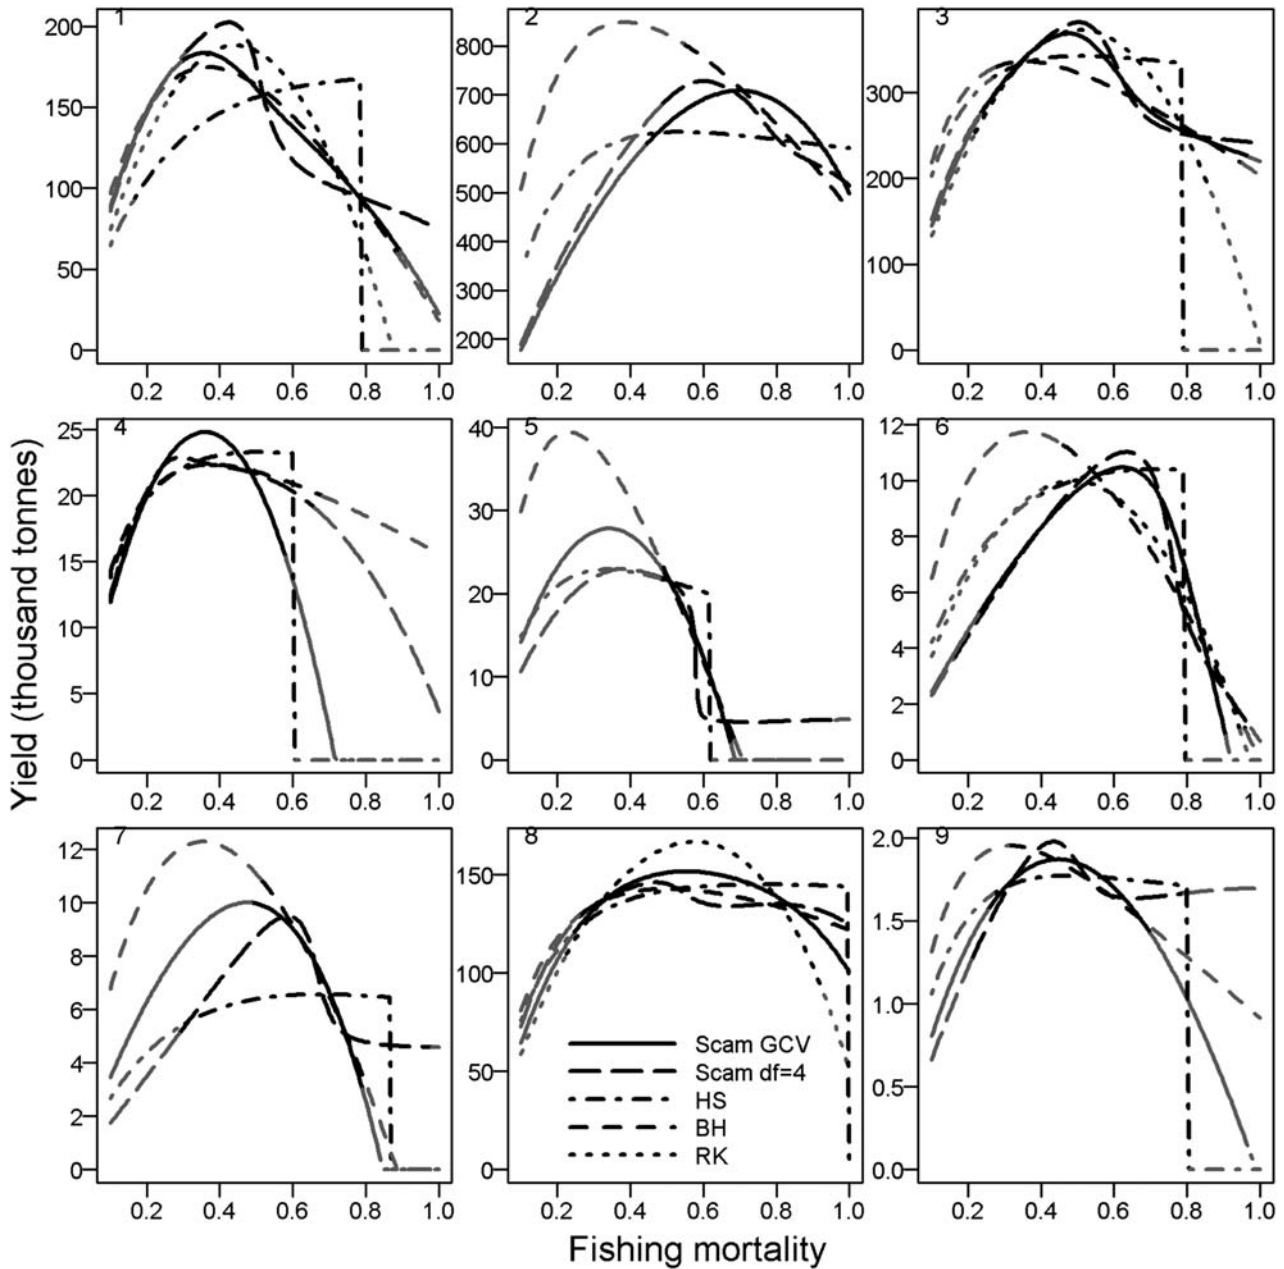 1 2 3
200 800 300
150 700
100 600 200
50 500 100
0 400 0
300
200
0.2 0.4 0.6 0.8 1.0 0.2 0.4 0.6 0.8 1.0 0.2 0.4 0.6 0.8 1.0
Yield (thousand tonnes)
4 5 6
25 40 12
20 30 10
15 20 8
10 10 6
5 0 4
0 2
0
0.2 0.4 0.6 0.8 1.0 0.2 0.4 0.6 0.8 1.0 0.2 0.4 0.6 0.8 1.0
7 8 9
12 150 2.0
10 100 1.5
8 50 1.0
6 0 0.5
4 0.0
2
0
Scam GCV
Scam df=4
HS
BH
RK
0.2 0.4 0.6 0.8 1.0 0.2 0.4 0.6 0.8 1.0 0.2 0.4 0.6 0.8 1.0
Fishing mortality